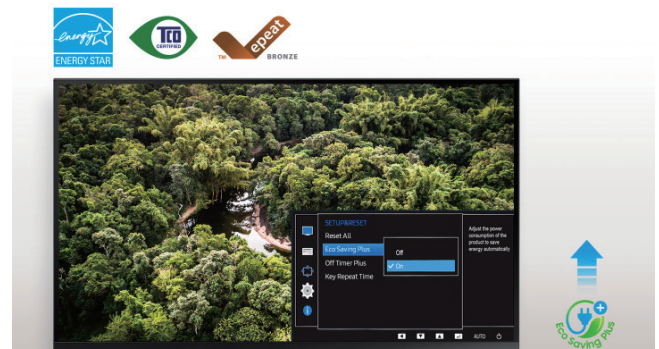 energy
ENERGY STAR
TCO
CERTIFIED
TM
epeat
BRONZE
SETUP&RESET
Reset All
Eco Saving Plus
Off Timer Plus
Key Repeat Time
Off
✓ On
Adjust the power
consumption of the
product to save
energy automatically
AUTO
Eco Saving Plus